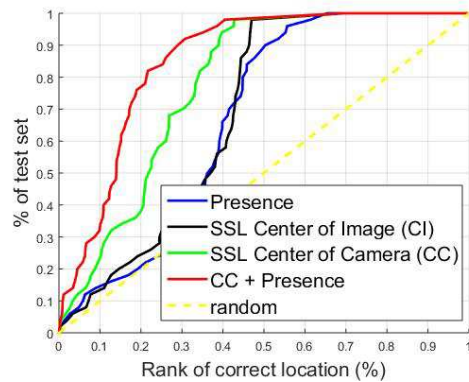 1
0.9
0.8
0.7
0.6
0.5
0.4
0.3
0.2
0.1
0
% of test set
Presence
SSL Center of Image (CI)
SSL Center of Camera (CC)
CC + Presence
random
0 0.1 0.2 0.3 0.4 0.5 0.6 0.7 0.8 0.9 1
Rank of correct location (%)